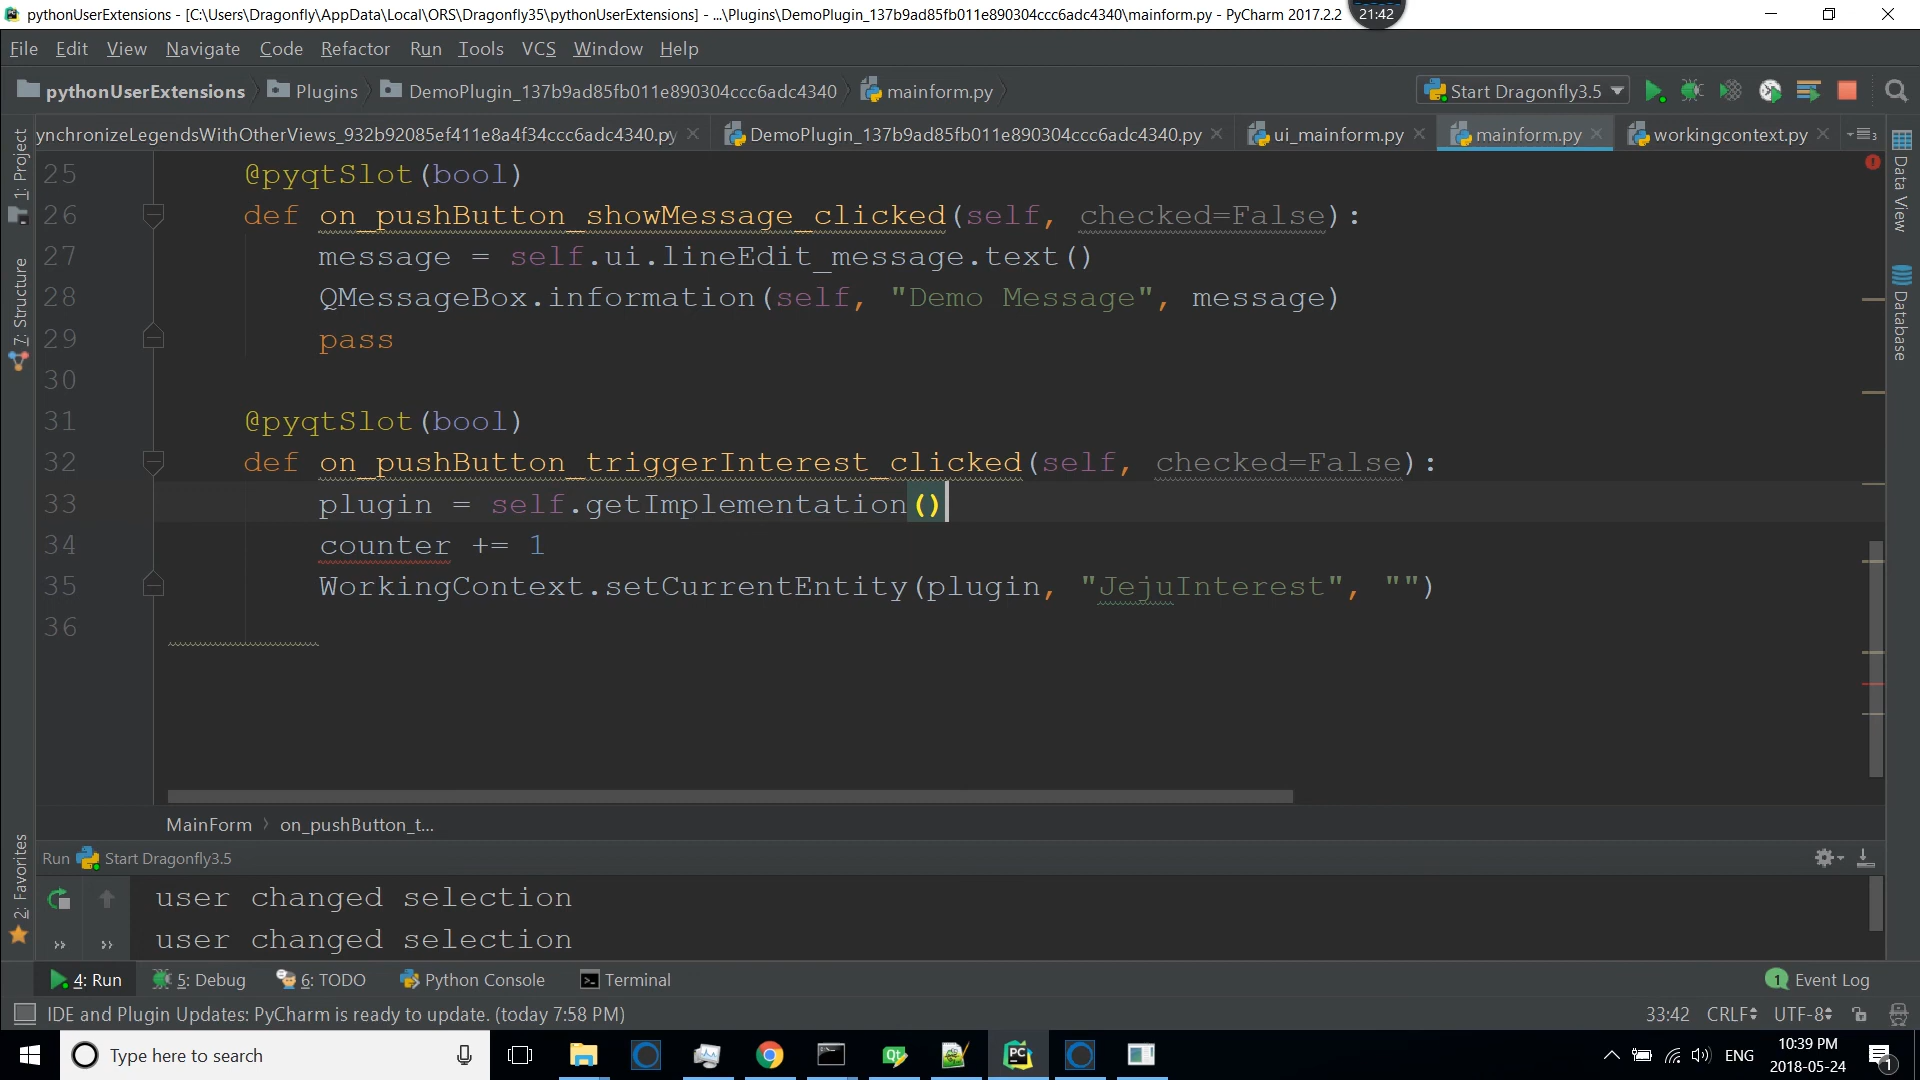 pythonUserExtensions - [C:\Users\Dragonfly\AppData\Local\ORS\Dragonfly35\pythonUserExtensions] - ...\Plugins\DemoPlugin_137b9ad85fb011e890304ccc6adc4340\mainform.py - PyCharm 2017.2.2
21:42
File Edit View Navigate Code Refactor Run Tools VCS Window Help
pythonUserExtensions Plugins DemoPlugin_137b9ad85fb011e890304ccc6adc4340 mainform.py
Start Dragonfly3.5
ynchronizeLegendsWithOtherViews_932b92085ef411e8a4f34ccc6adc4340.py DemoPlugin_137b9ad85fb011e890304ccc6adc4340.py ui_mainform.py mainform.py workingcontext.py
1: Project
7: Structure
2: Favorites
Data View
Database
25 @pyqtSlot(bool)
26 def on_pushButton_showMessage_clicked(self, checked=False):
27 message = self.ui.lineEdit_message.text()
28 QMessageBox.information(self, "Demo Message", message)
29 pass
30
31 @pyqtSlot(bool)
32 def on_pushButton_triggerInterest_clicked(self, checked=False):
33 plugin = self.getImplementation()
34 counter += 1
35 WorkingContext.setCurrentEntity(plugin, "JejuInterest", "")
36
MainForm on_pushButton_t...
Run Start Dragonfly3.5
user changed selection
user changed selection
4: Run 5: Debug 6: TODO Python Console Terminal 1 Event Log
IDE and Plugin Updates: PyCharm is ready to update. (today 7:58 PM) 33:42 CRLF UTF-8
Type here to search
ENG
10:39 PM
2018-05-24
1